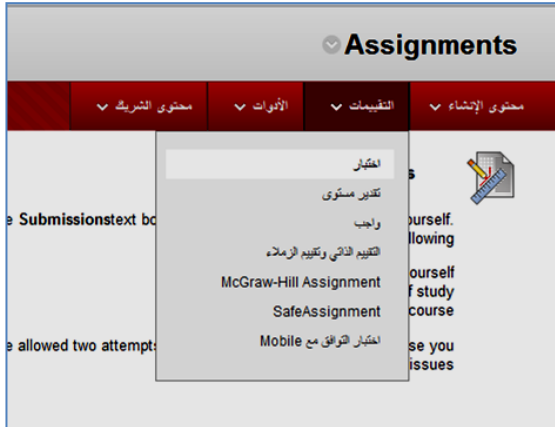 Assignments
محتوى الإنشاء
التقييمات
الأدوات
محتوى الشريك
اختبار
تقدير مستوى
واجب
التقييم الذاتي وتقييم الزملاء
McGraw-Hill Assignment
SafeAssignment
اختبار التوافق مع Mobile
s
e Submissionstext bo
ourself.
llowing
ourself
f study
course
e allowed two attempt
se you
issues